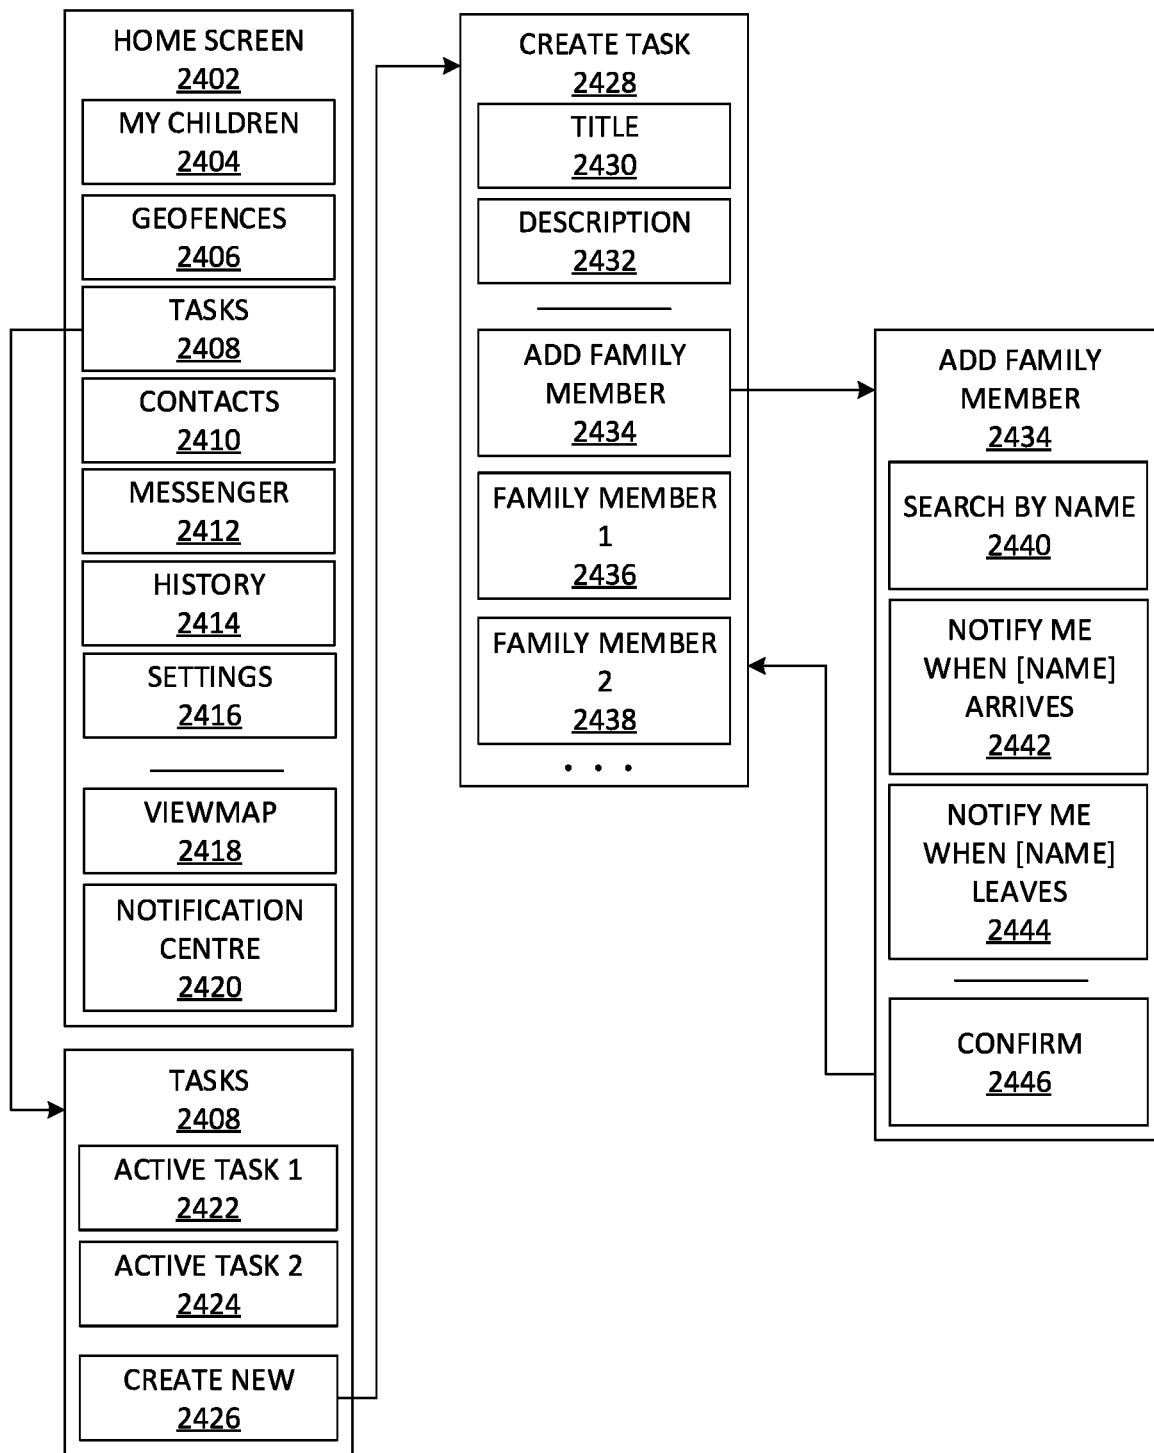 HOME SCREEN
2402
MY CHILDREN
2404
GEOFENCES
2406
TASKS
2408
CONTACTS
2410
MESSENGER
2412
HISTORY
2414
SETTINGS
2416
VIEWMAP
2418
NOTIFICATION
CENTRE
2420
TASKS
2408
ACTIVE TASK 1
2422
ACTIVE TASK 2
2424
CREATE NEW
2426
CREATE TASK
2428
TITLE
2430
DESCRIPTION
2432
ADD FAMILY
MEMBER
2434
FAMILY MEMBER
1
2436
FAMILY MEMBER
2
2438
. . .
ADD FAMILY
MEMBER
2434
SEARCH BY NAME
2440
NOTIFY ME
WHEN [NAME]
ARRIVES
2442
NOTIFY ME
WHEN [NAME]
LEAVES
2444
CONFIRM
2446